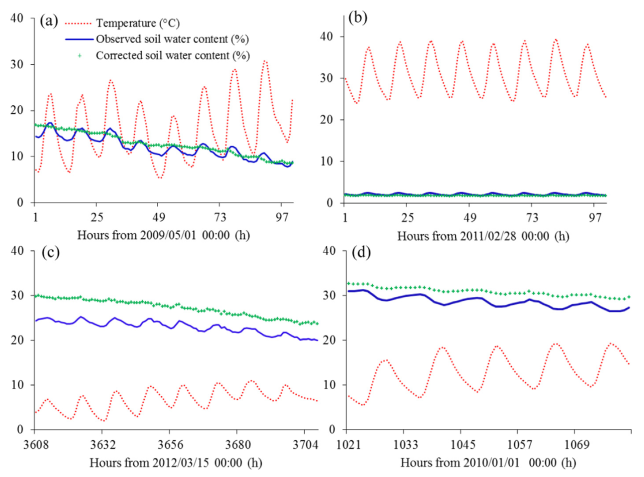 (a)
Temperature (°C)
Observed soil water content (%)
Corrected soil water content (%)
40
30
20
10
0
1 25 49 73 97
Hours from 2009/05/01 00:00 (h)
(b)
40
30
20
10
0
1 25 49 73 97
Hours from 2011/02/28 00:00 (h)
(c)
40
30
20
10
0
3608 3632 3656 3680 3704
Hours from 2012/03/15 00:00 (h)
(d)
40
30
20
10
0
1021 1033 1045 1057 1069
Hours from 2010/01/01 00:00 (h)